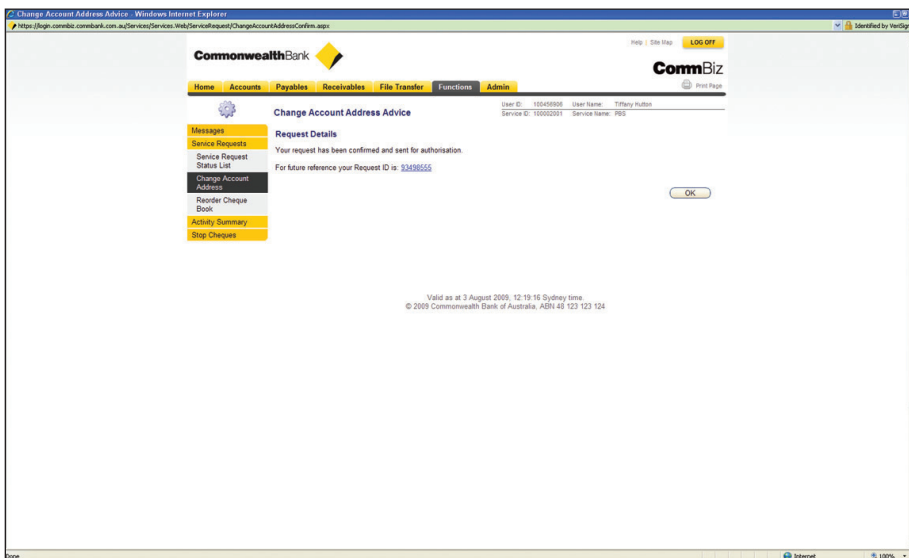 Change Account Address Advice - Windows Internet Explorer
https://login.commbiz.commbank.com.au/Services/Services.Web/ServiceRequest/ChangeAccountAddressConfirm.aspx
Identified by VeriSign
Help | Site Map LOG OFF
CommonwealthBank
CommBiz
Home Accounts Payables Receivables File Transfer Functions Admin
Print Page
User ID: 100456906 User Name: Tiffany Hutton
Service ID: 100002001 Service Name: PBS
Change Account Address Advice
Messages
Service Requests
Service Request
Status List
Change Account
Address
Reorder Cheque
Book
Activity Summary
Stop Cheques
Request Details
Your request has been confirmed and sent for authorisation.
For future reference your Request ID is: 93498555
OK
Valid as at 3 August 2009, 12:19:16 Sydney time.
© 2009 Commonwealth Bank of Australia, ABN 48 123 123 124
Done
Internet
100%